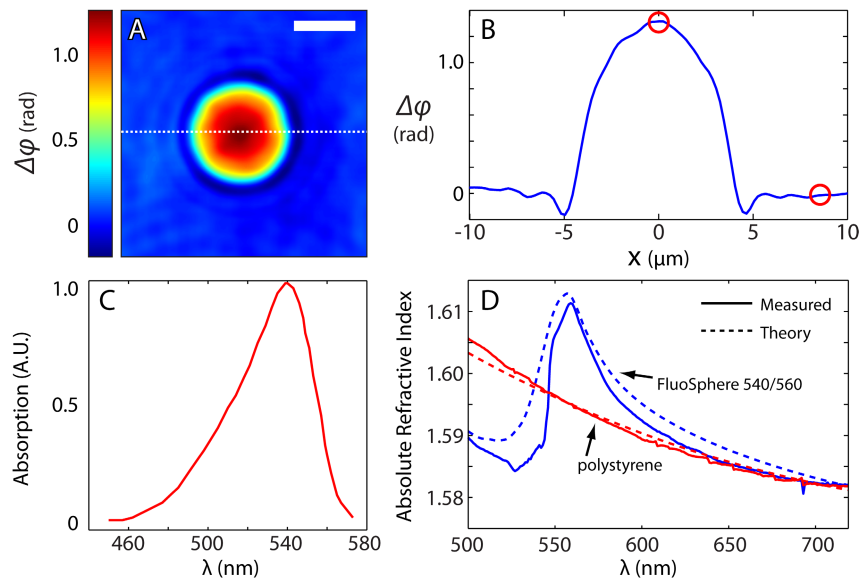 A
1.0
0.5
0
Δφ (rad)
B
1.0
0
Δφ
(rad)
-10
-5
0
5
10
x (μm)
C
1.0
0.5
0
Absorption (A.U.)
460
500
540
580
λ (nm)
D
Measured
Theory
FluoSphere 540/560
polystyrene
1.61
1.60
1.59
1.58
Absolute Refractive Index
500
550
600
650
700
λ (nm)